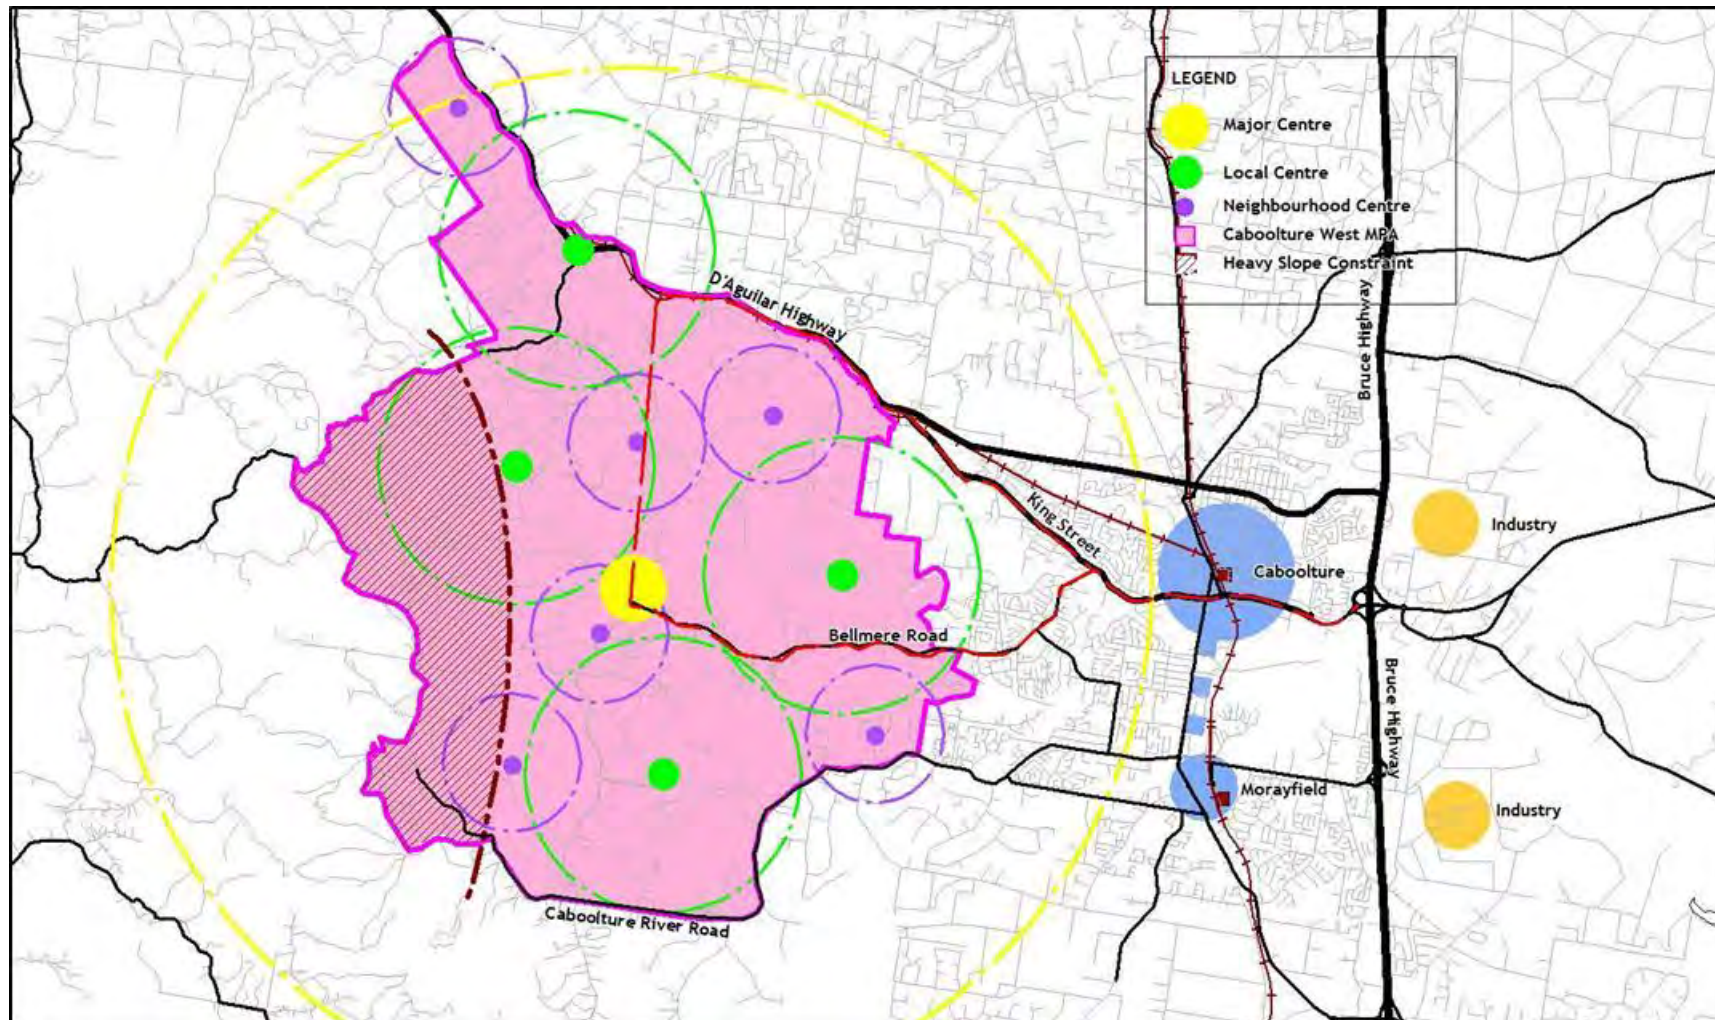 LEGEND
Major Centre
Local Centre
Neighbourhood Centre
Caboolture West MPA
Heavy Slope Constraint
D'Aguilar Highway
Bruce Highway
King Street
Industry
Caboolture
Bellmere Road
Bruce Highway
Morayfield
Industry
Caboolture River Road